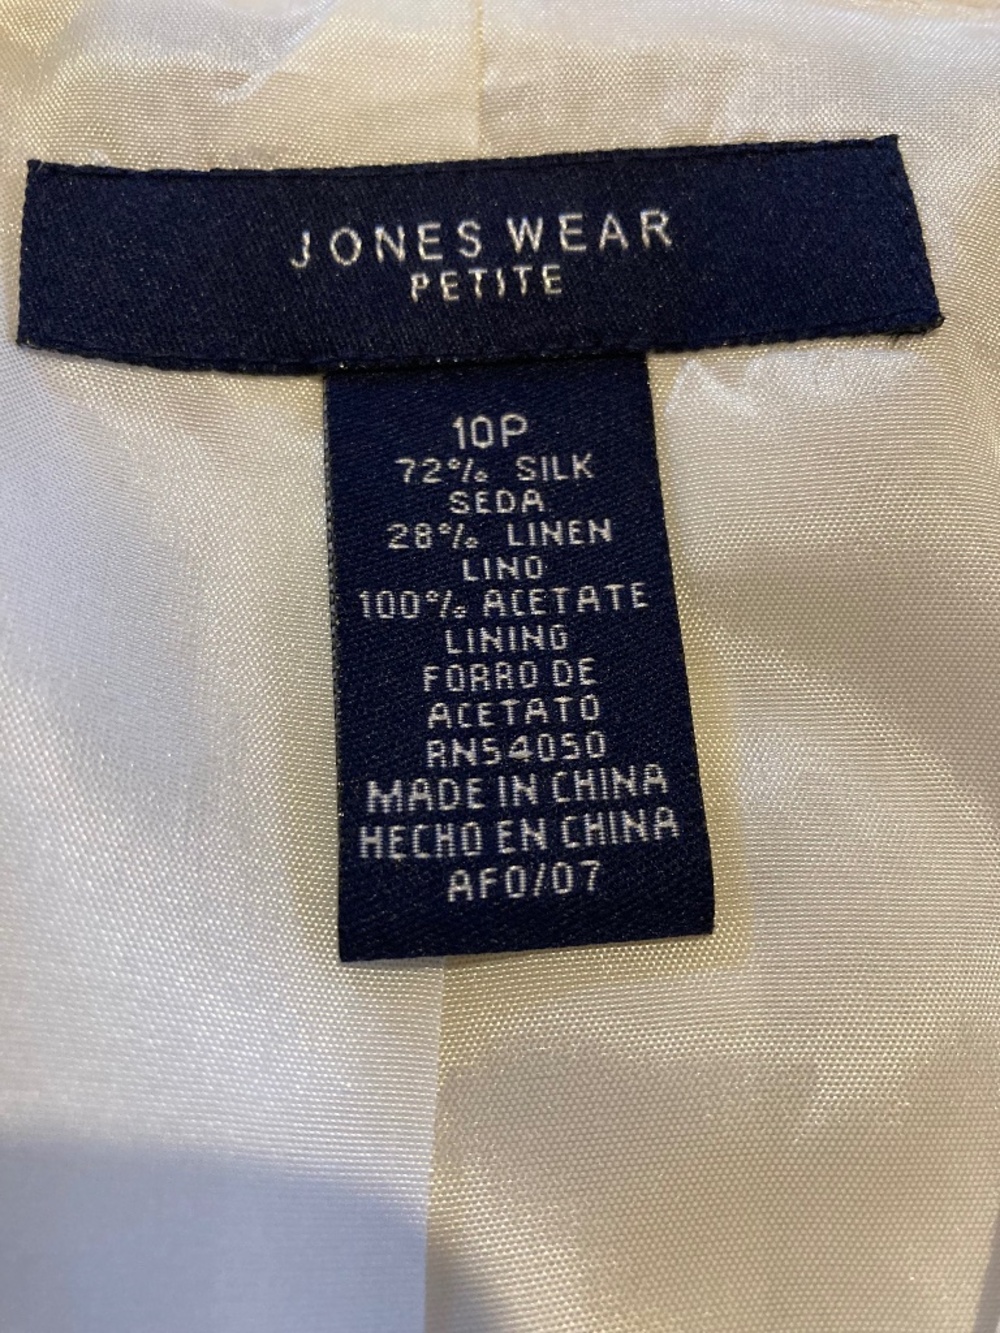 JONES WEAR
PETITE
10P
72% SILK
SEDA
28% LINEN
LINO
100% ACETATE
LINING
FORRO DE
ACETATO
RN54050
MADE IN CHINA
HECHO EN CHINA
AF0/07